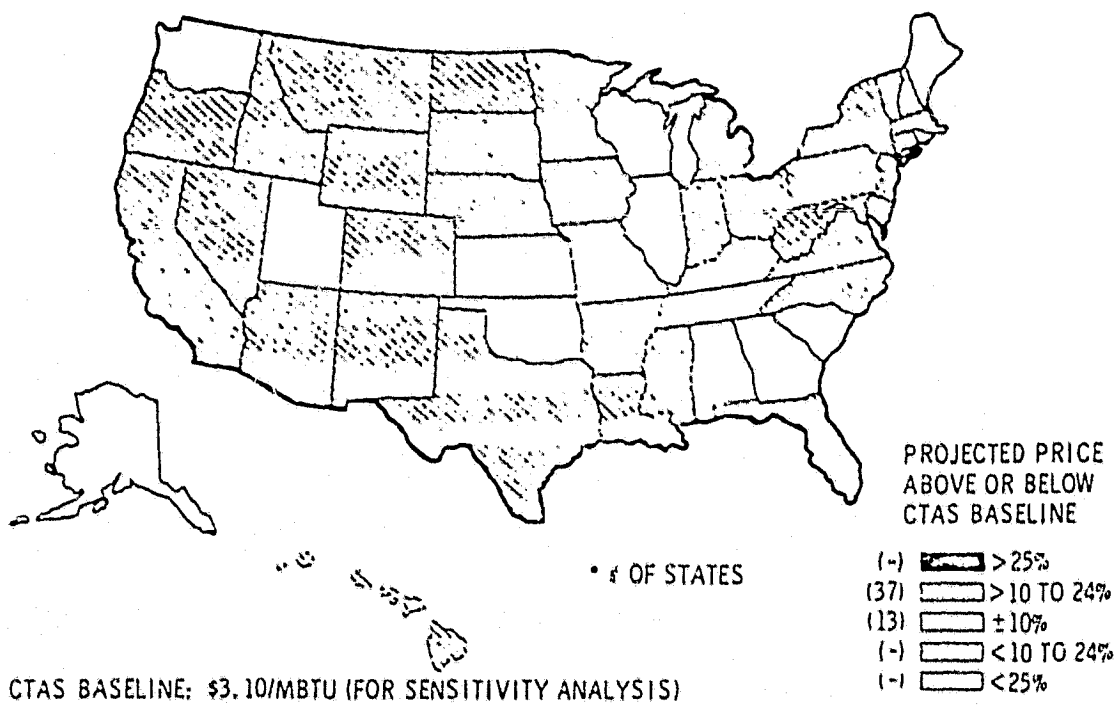 PROJECTED PRICE
ABOVE OR BELOW
CTAS BASELINE
(-) >25%
(37) >10 TO 24%
(13) ±10%
(-) <10 TO 24%
(-) <25%
• # OF STATES
CTAS BASELINE: $3.10/MBTU (FOR SENSITIVITY ANALYSIS)